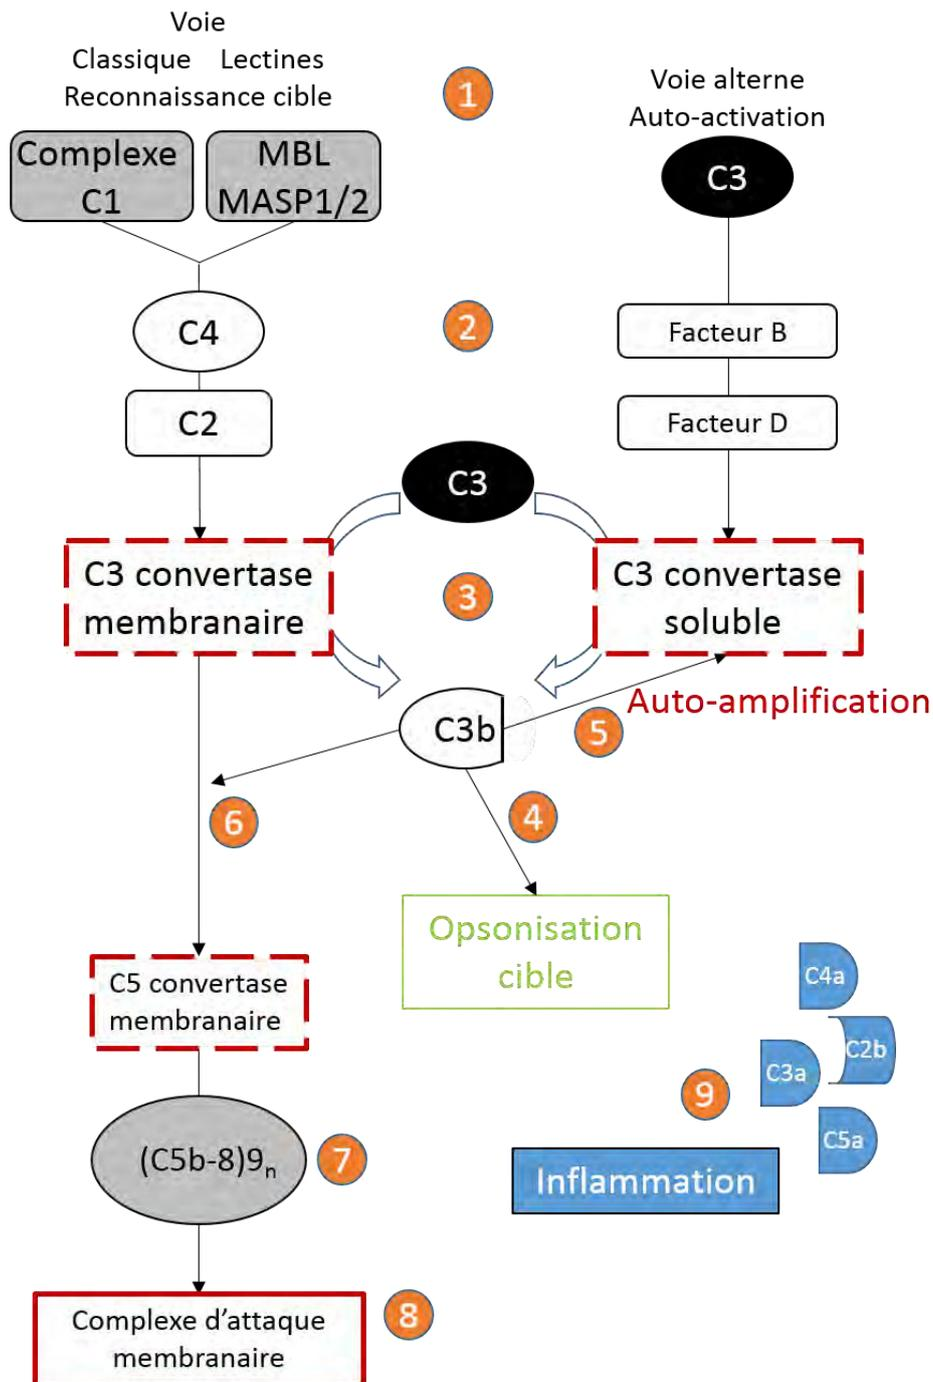 Voie
Classique Lectines
Reconnaissance cible
1
Voie alterne
Auto-activation
Complexe
C1
MBL
MASP1/2
C3
C4
2
Facteur B
C2
Facteur D
C3
C3 convertase
membranaire
3
C3 convertase
soluble
C3b
5
Auto-amplification
6
4
Opsonisation
cible
C4a
C2b
C3a
C5a
C5 convertase
membranaire
9
(C5b-8)9n
7
Inflammation
Complexe d'attaque
membranaire
8